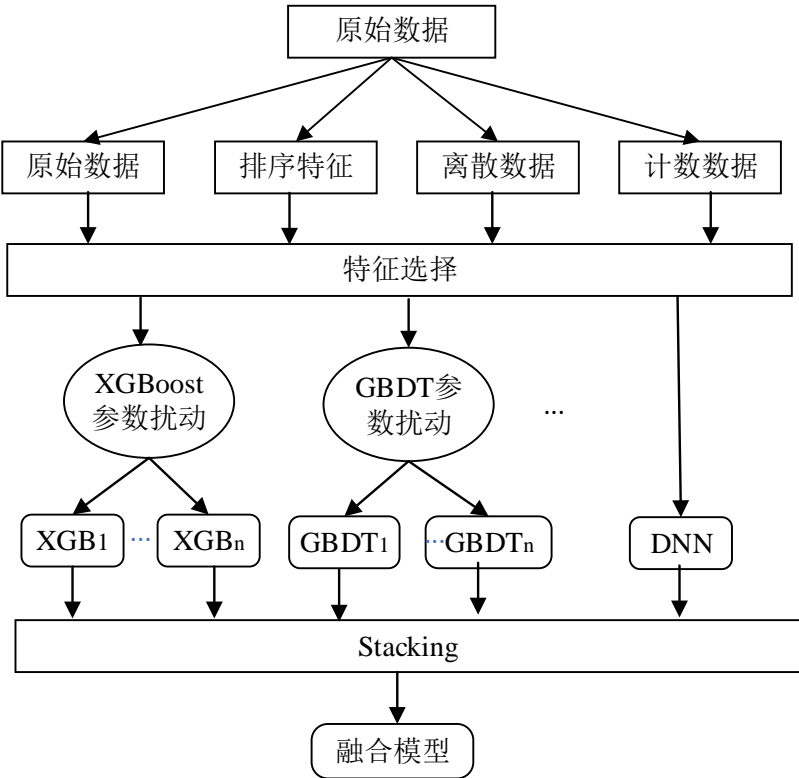 原始数据
原始数据
排序特征
离散数据
计数数据
特征选择
XGBoost
参数扰动
GBDT参
数扰动
...
XGB1
...
XGBn
GBDT1
...
GBDTn
DNN
Stacking
融合模型